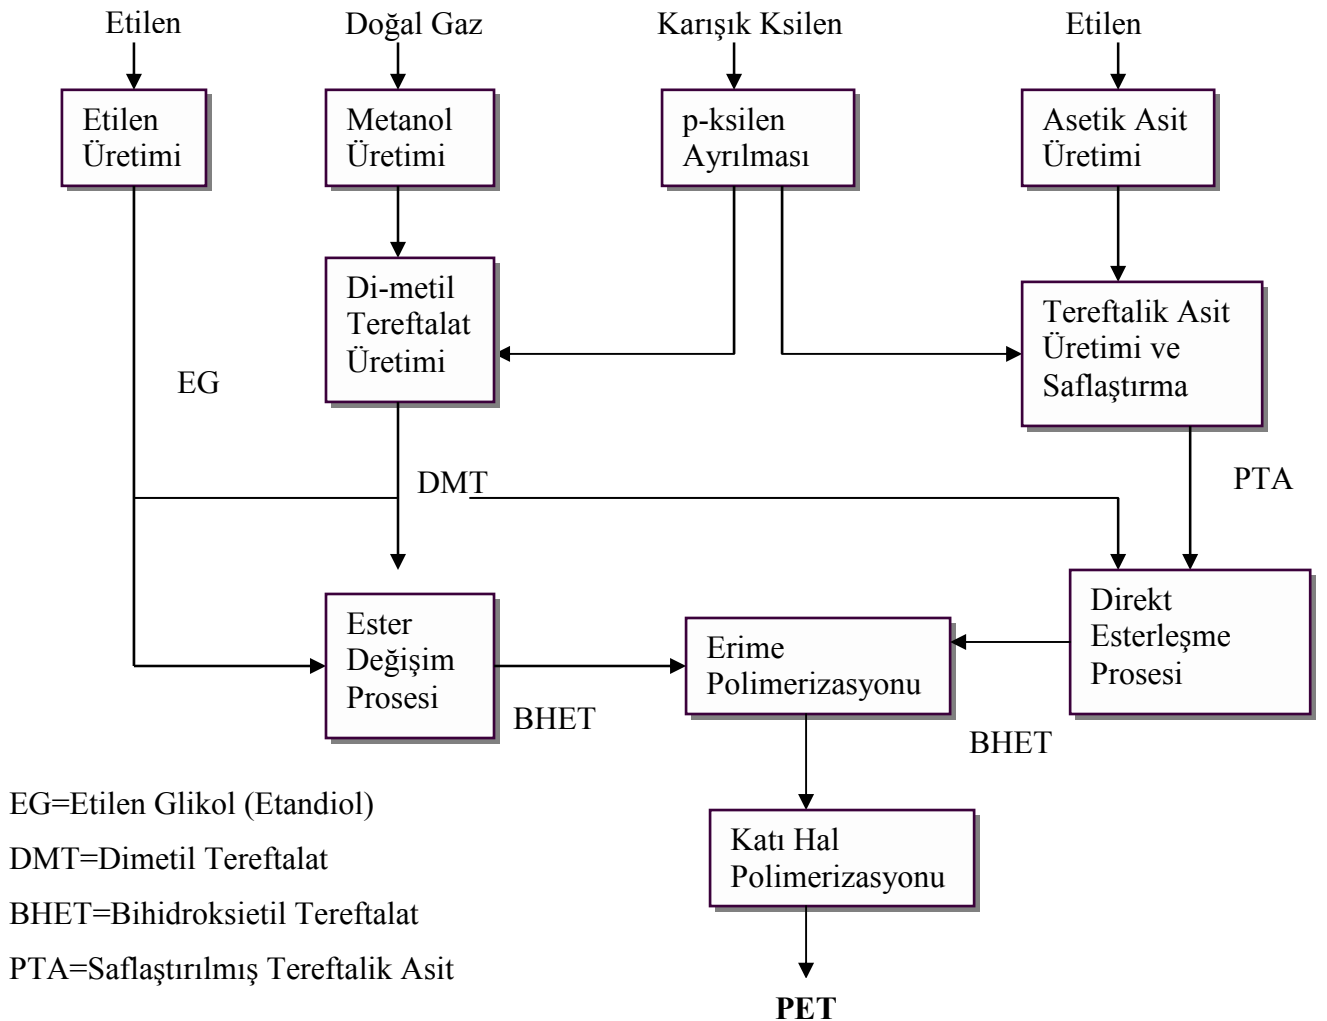 Etilen
Doğal Gaz
Karışık Ksilen
Etilen
Etilen
Üretimi
Metanol
Üretimi
p-ksilen
Ayrılması
Asetik Asit
Üretimi
Di-metil
Tereftalat
Üretimi
Tereftalik Asit
Üretimi ve
Saflaştırma
EG
DMT
PTA
Ester
Değişim
Prosesi
Erime
Polimerizasyonu
Direkt
Esterleşme
Prosesi
BHET
BHET
Katı Hal
Polimerizasyonu
PET
EG=Etilen Glikol (Etandiol)
DMT=Dimetil Tereftalat
BHET=Bihidroksietil Tereftalat
PTA=Saflaştırılmış Tereftalik Asit